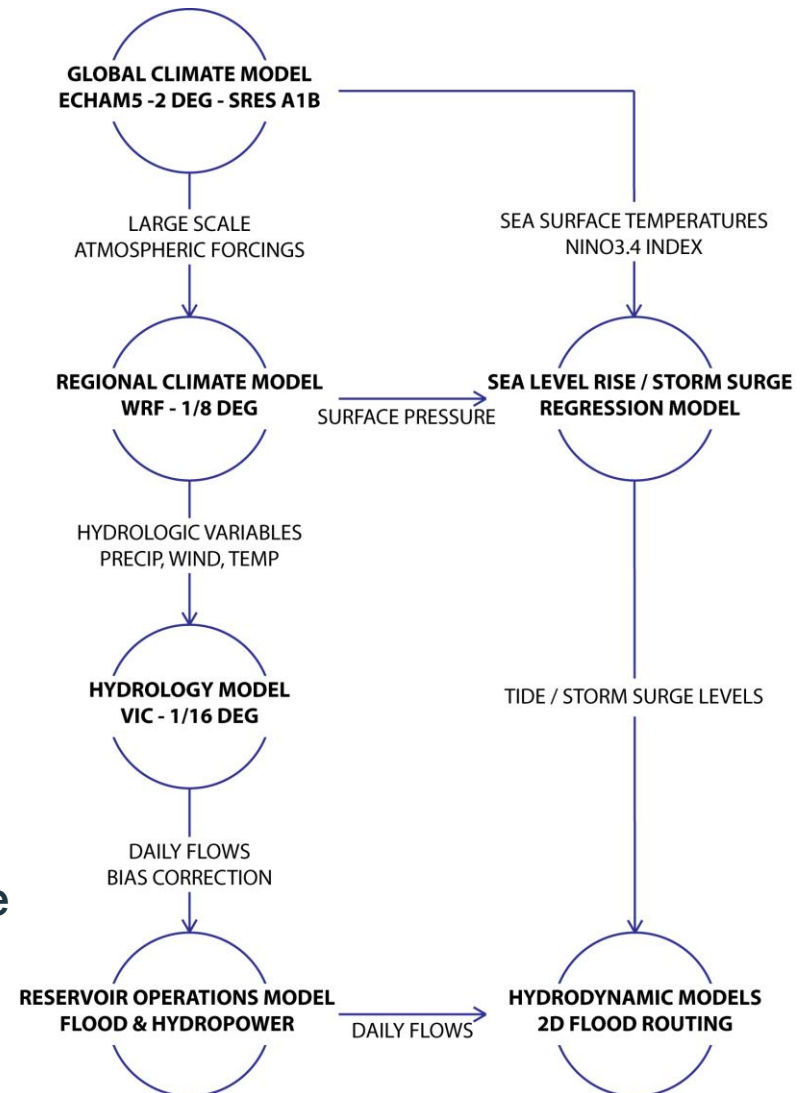 GLOBAL CLIMATE MODEL
ECHAM5 -2 DEG - SRES A1B
LARGE SCALE
ATMOSPHERIC FORCINGS
SEA SURFACE TEMPERATURES
NINO3.4 INDEX
REGIONAL CLIMATE MODEL
WRF - 1/8 DEG
SURFACE PRESSURE
SEA LEVEL RISE / STORM SURGE
REGRESSION MODEL
HYDROLOGIC VARIABLES
PRECIP, WIND, TEMP
HYDROLOGY MODEL
VIC - 1/16 DEG
TIDE / STORM SURGE LEVELS
DAILY FLOWS
BIAS CORRECTION
e
RESERVOIR OPERATIONS MODEL
FLOOD & HYDROPOWER
DAILY FLOWS
HYDRODYNAMIC MODELS
2D FLOOD ROUTING